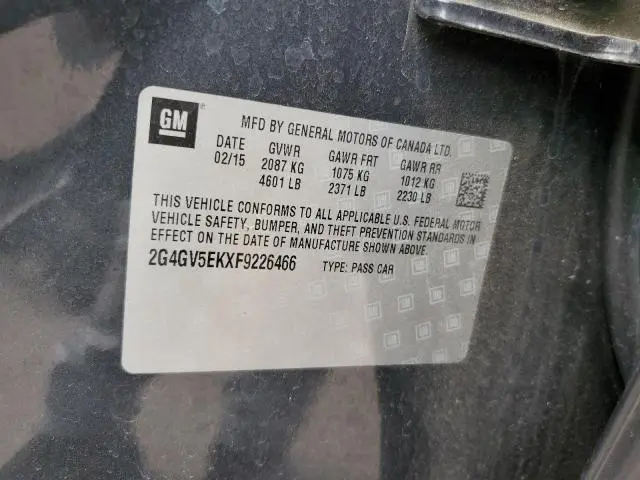 GM
MFD BY GENERAL MOTORS OF CANADA LTD.
DATE GVWR GAWR FRT GAWR RR
02/15 2087 KG 1075 KG 1012 KG
4601 LB 2371 LB 2230 LB
THIS VEHICLE CONFORMS TO ALL APPLICABLE U.S. FEDERAL MOTOR
VEHICLE SAFETY, BUMPER, AND THEFT PREVENTION STANDARDS IN
EFFECT ON THE DATE OF MANUFACTURE SHOWN ABOVE.
2G4GV5EKXF9226466 TYPE: PASS CAR